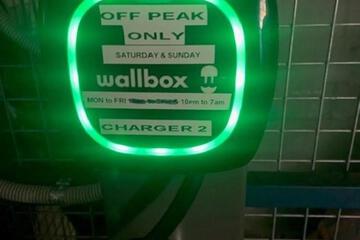 OFF PEAK
ONLY
SATURDAY & SUNDAY
wallbox
MON to FRI 10pm to 7am
CHARGER 2